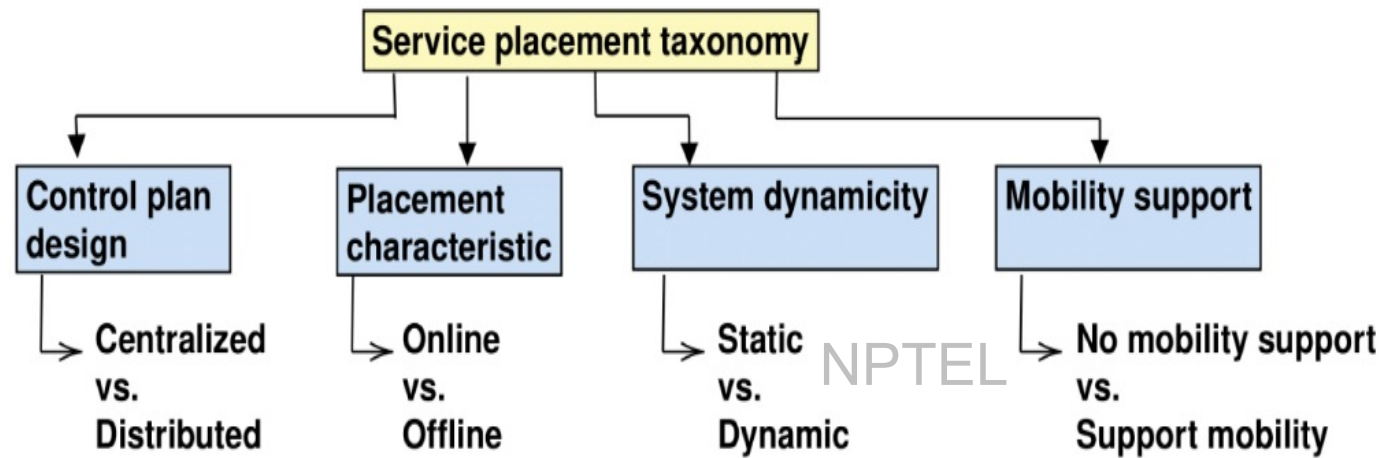 Service placement taxonomy
Control plan
design
Placement
characteristic
System dynamicity
Mobility support
Centralized
vs.
Distributed
Online
vs.
Offline
Static
vs.
Dynamic
NPTEL
No mobility support
vs.
Support mobility